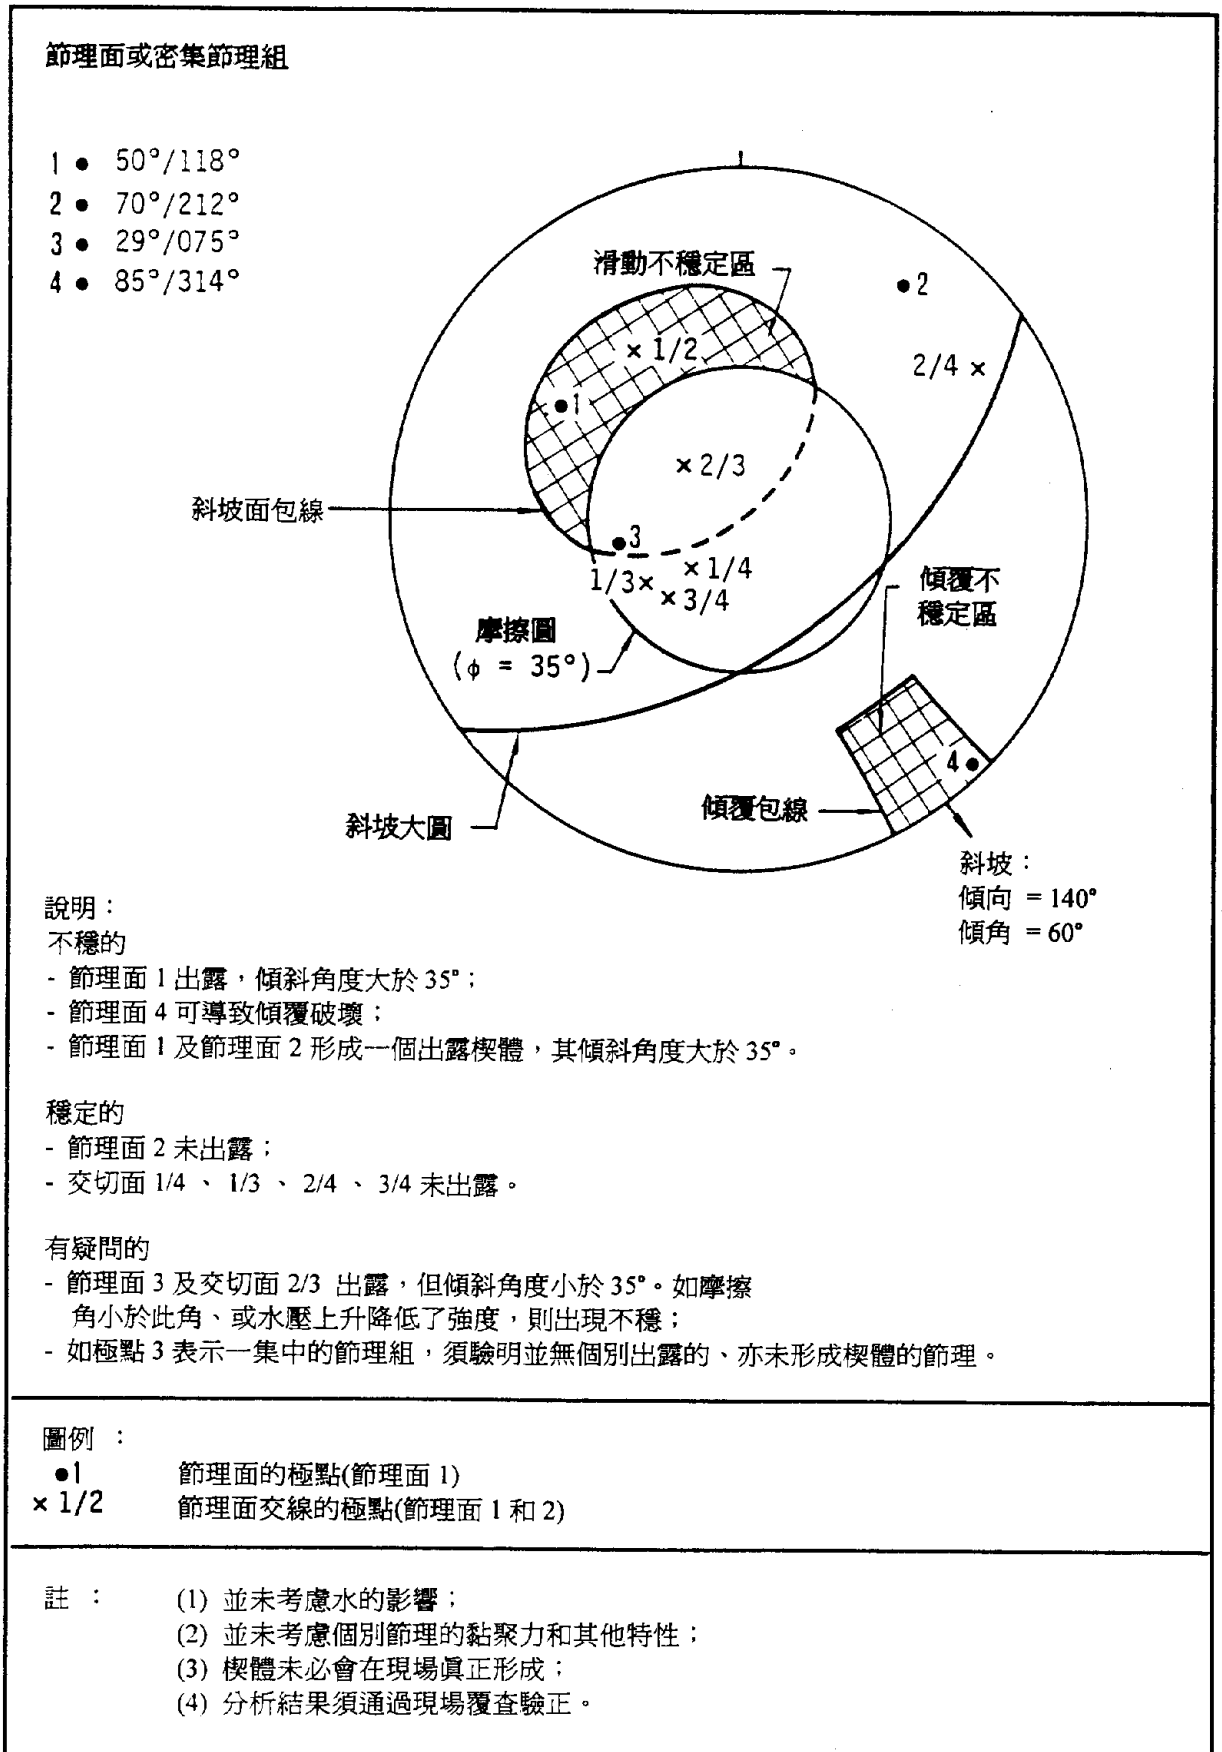 節理面或密集節理組
1 ● 50°/118°
2 ● 70°/212°
3 ● 29°/075°
4 ● 85°/314°
滑動不穩定區
●2
× 1/2
2/4 ×
●1
× 2/3
斜坡面包線
●3
× 1/4
1/3×
× 3/4
傾覆不
穩定區
摩擦圓
(φ = 35°)
4●
傾覆包線
斜坡大圓
斜坡：
傾向 = 140°
傾角 = 60°
說明：
不穩的
- 節理面 1 出露，傾斜角度大於 35°；
- 節理面 4 可導致傾覆破壞；
- 節理面 1 及節理面 2 形成一個出露楔體，其傾斜角度大於 35°。
穩定的
- 節理面 2 未出露；
- 交切面 1/4 、 1/3 、 2/4 、 3/4 未出露。
有疑問的
- 節理面 3 及交切面 2/3 出露，但傾斜角度小於 35°。如摩擦
角小於此角、或水壓上升降低了強度，則出現不穩；
- 如極點 3 表示一集中的節理組，須驗明並無個別出露的、亦未形成楔體的節理。
圖例 ：
●1 節理面的極點(節理面 1)
× 1/2 節理面交線的極點(節理面 1 和 2)
註 ： (1) 並未考慮水的影響；
(2) 並未考慮個別節理的黏聚力和其他特性；
(3) 楔體未必會在現場眞正形成；
(4) 分析結果須通過現場覆查驗正。